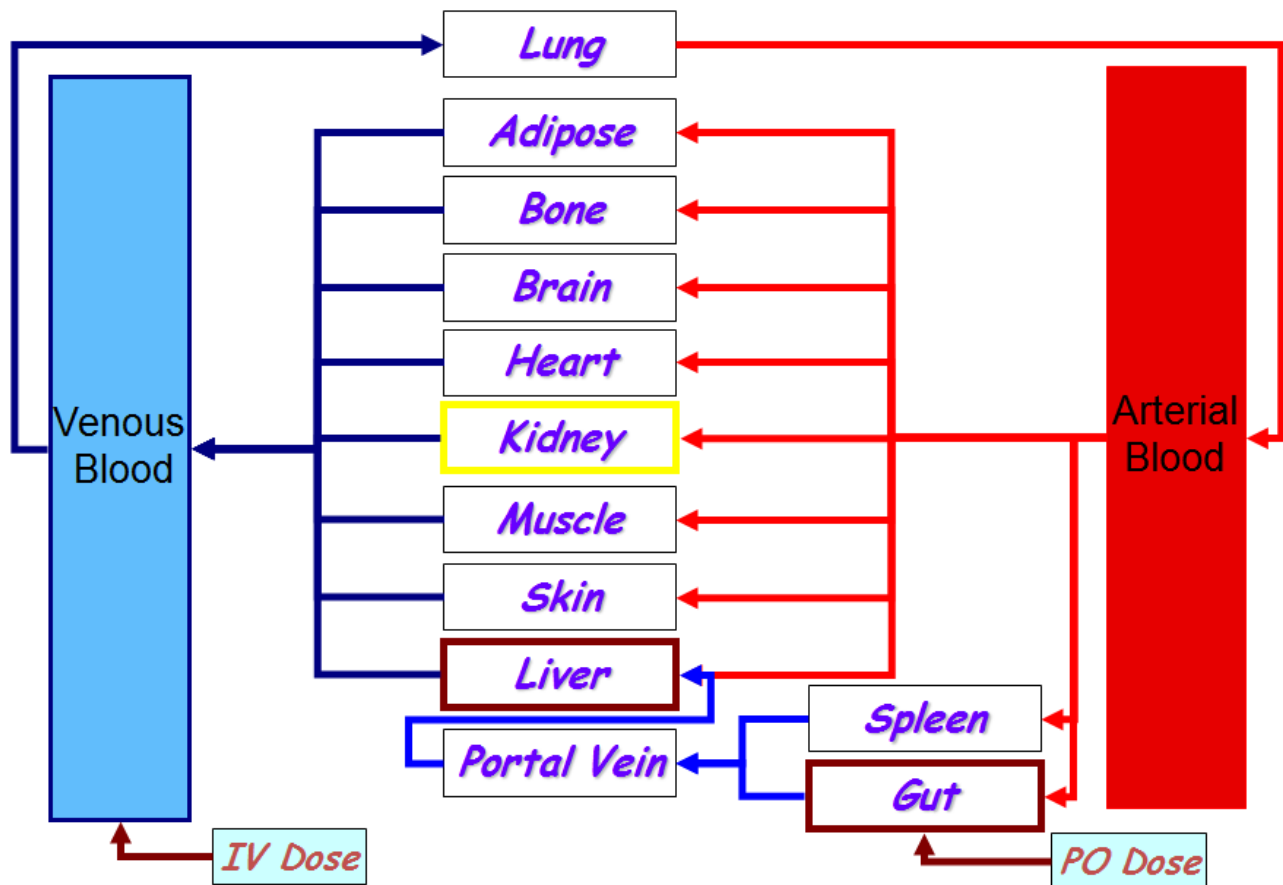 Lung
Adipose
Bone
Brain
Heart
Kidney
Muscle
Skin
Liver
Portal Vein
Spleen
Gut
Venous
Blood
Arterial
Blood
IV Dose
PO Dose